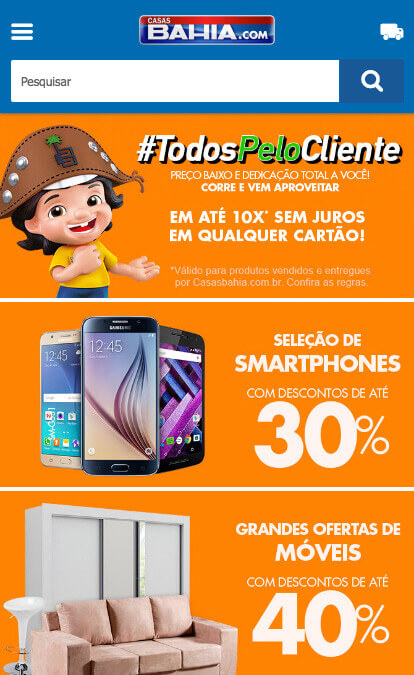 CASAS
BAHIA.COM
Pesquisar
#TodosPeloCliente
PREÇO BAIXO E DEDICAÇÃO TOTAL A VOCÊ!
CORRE E VEM APROVEITAR
EM ATÉ 10X* SEM JUROS
EM QUALQUER CARTÃO!
*Válido para produtos vendidos e entregues
por Casasbahia.com.br. Confira as regras.
12:45
SAMSUNG
12:45
SELEÇÃO DE
SMARTPHONES
COM DESCONTOS DE ATÉ
30%
GRANDES OFERTAS DE
MÓVEIS
COM DESCONTOS DE ATÉ
40%